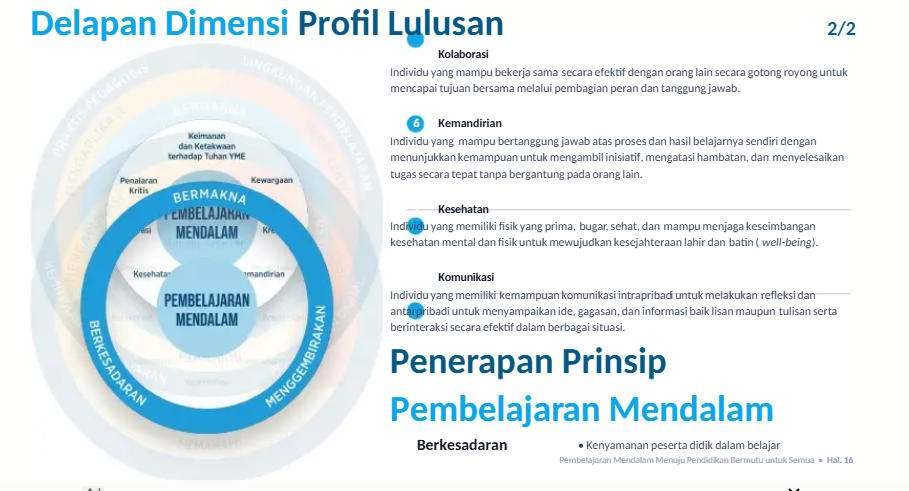 Delapan Dimensi Profil Lulusan
2/2
Kolaborasi
Individu yang mampu bekerja sama secara efektif dengan orang lain secara gotong royong untuk
mencapai tujuan bersama melalui pembagian peran dan tanggung jawab.
6 Kemandirian
Individu yang mampu bertanggung jawab atas proses dan hasil belajarnya sendiri dengan
menunjukkan kemampuan untuk mengambil inisiatif, mengatasi hambatan, dan menyelesaikan
tugas secara tepat tanpa bergantung pada orang lain.
Kesehatan
Individu yang memiliki fisik yang prima, bugar, sehat, dan mampu menjaga keseimbangan
kesehatan mental dan fisik untuk mewujudkan kesejahteraan lahir dan batin ( well-being).
Komunikasi
Individu yang memiliki kemampuan komunikasi intrapribadi untuk melakukan refleksi dan
antarpribadi untuk menyampaikan ide, gagasan, dan informasi baik lisan maupun tulisan serta
berinteraksi secara efektif dalam berbagai situasi.
PRAKTIS PEDAGOGIS
LINGKUNGAN PEMBELAJARAN
Keimanan
dan Ketakwaan
terhadap Tuhan YME
Penalaran
Kritis
Kewargaan
BERMAKNA
PEMBELAJARAN
MENDALAM
Kesehatan
PEMBELAJARAN
MENDALAM
BERKESADARAN
MENGGEMBIRAKAN
Penerapan Prinsip
Pembelajaran Mendalam
Berkesadaran
• Kenyamanan peserta didik dalam belajar
Pembelajaran Mendalam Menuju Pendidikan Bermutu untuk Semua • Hal. 16